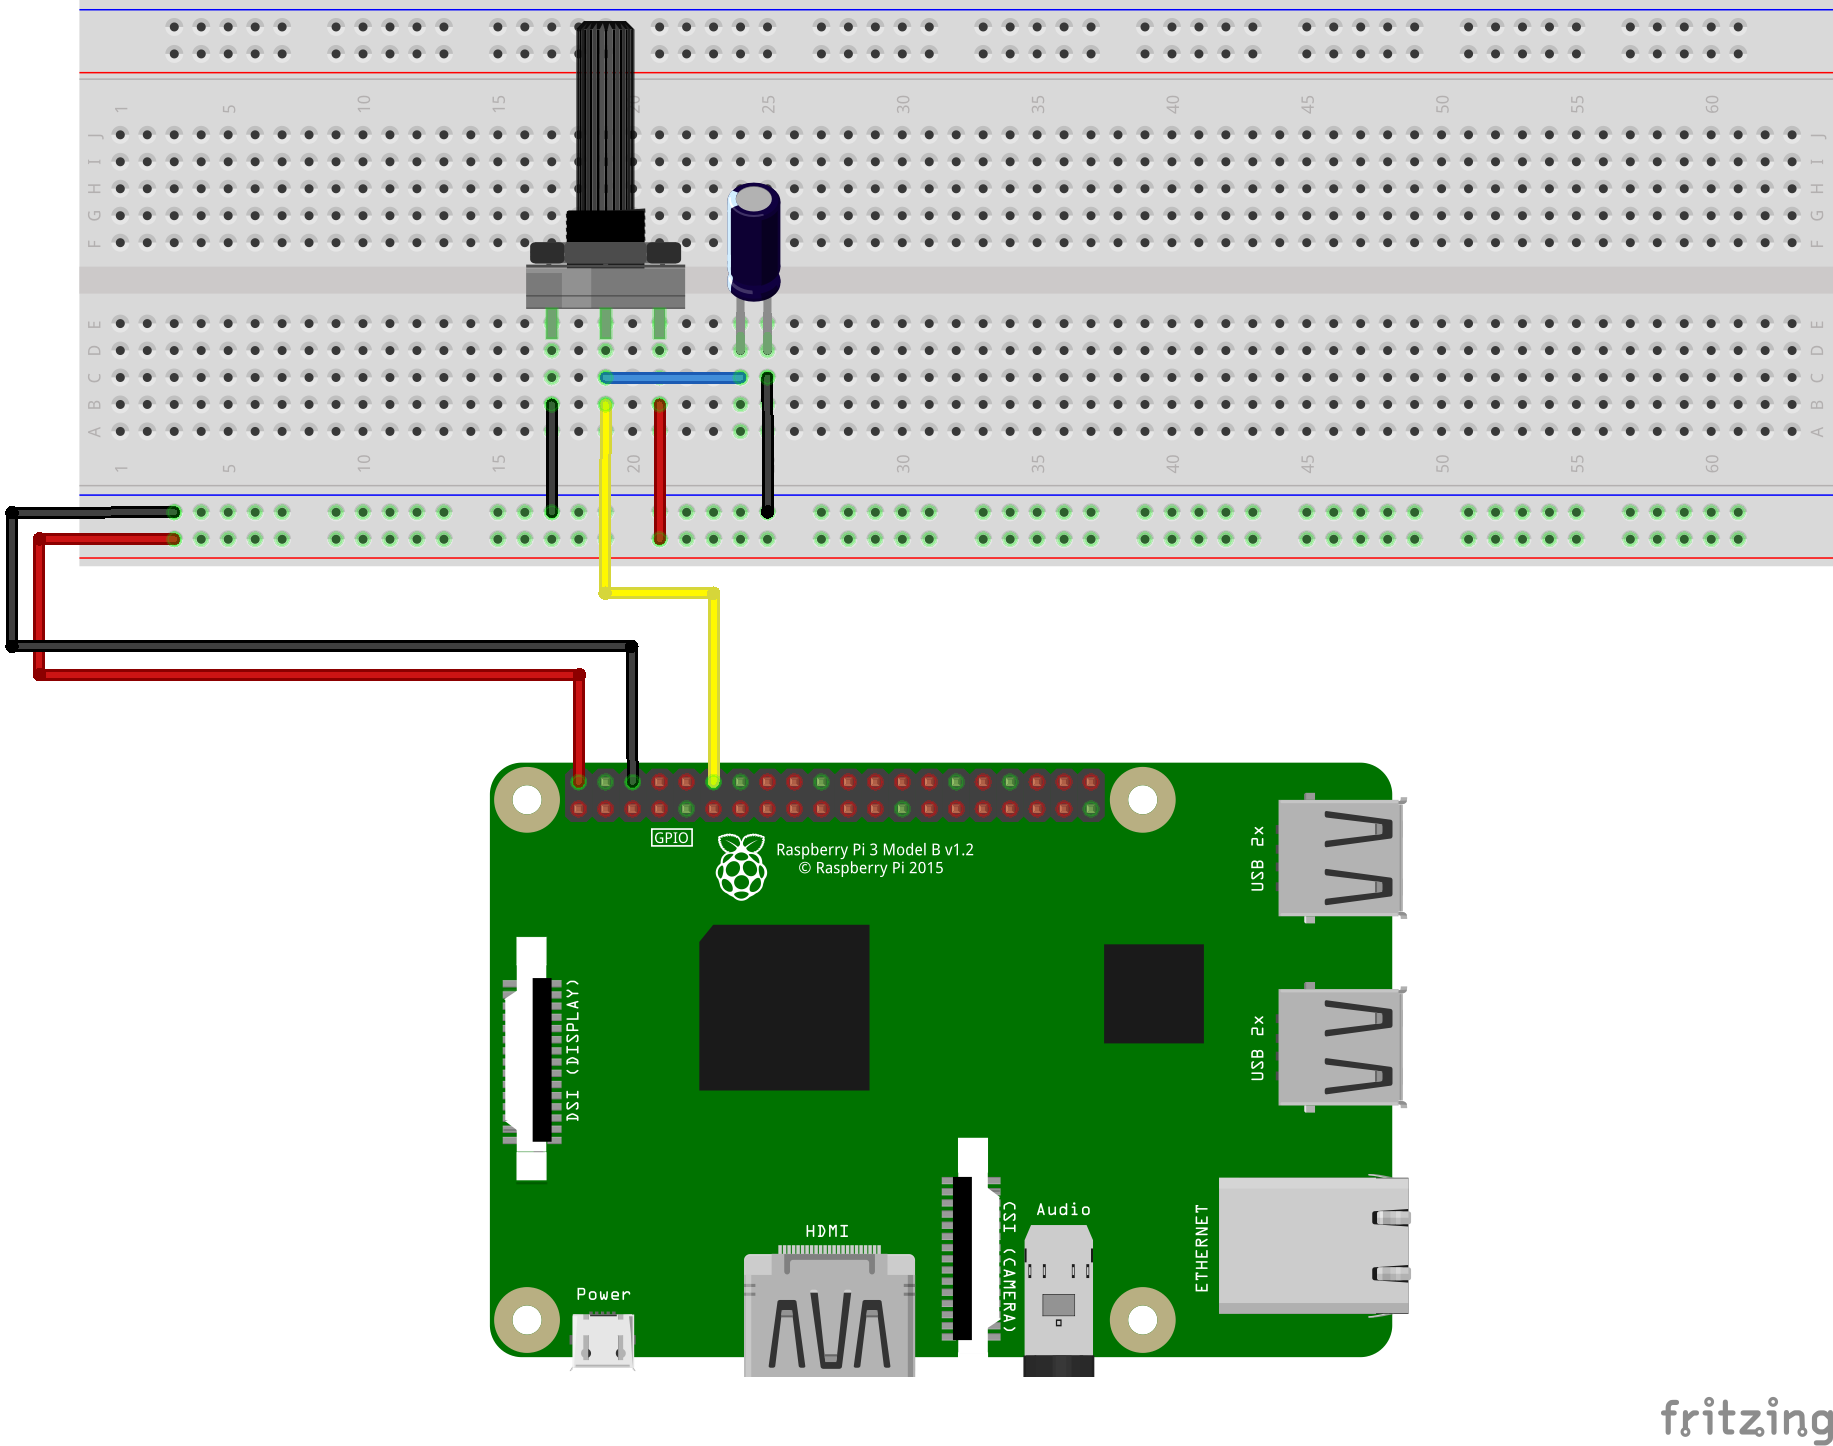 1 5 10 15 20 25 30 35 40 45 50 55 60
J J
I I
H H
G G
F F
E E
D D
C C
B B
A A
1 5 10 15 20 25 30 35 40 45 50 55 60
GPIO
Raspberry Pi 3 Model B v1.2
© Raspberry Pi 2015
USB 2x
DSI (DISPLAY)
USB 2x
HDMI
CSI (CAMERA)
Audio
ETHERNET
Power
fritzing